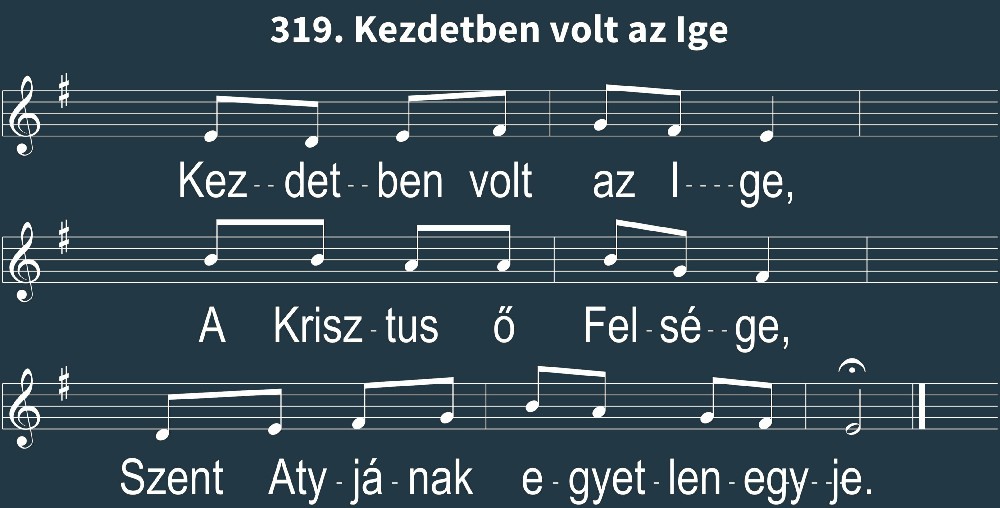 319. Kezdetben volt az Ige
Kez--det--ben volt az I----ge,
A Krisz-tus ő Fel-sé--ge,
Szent Aty-já-nak e-gyet-len-egy--je.